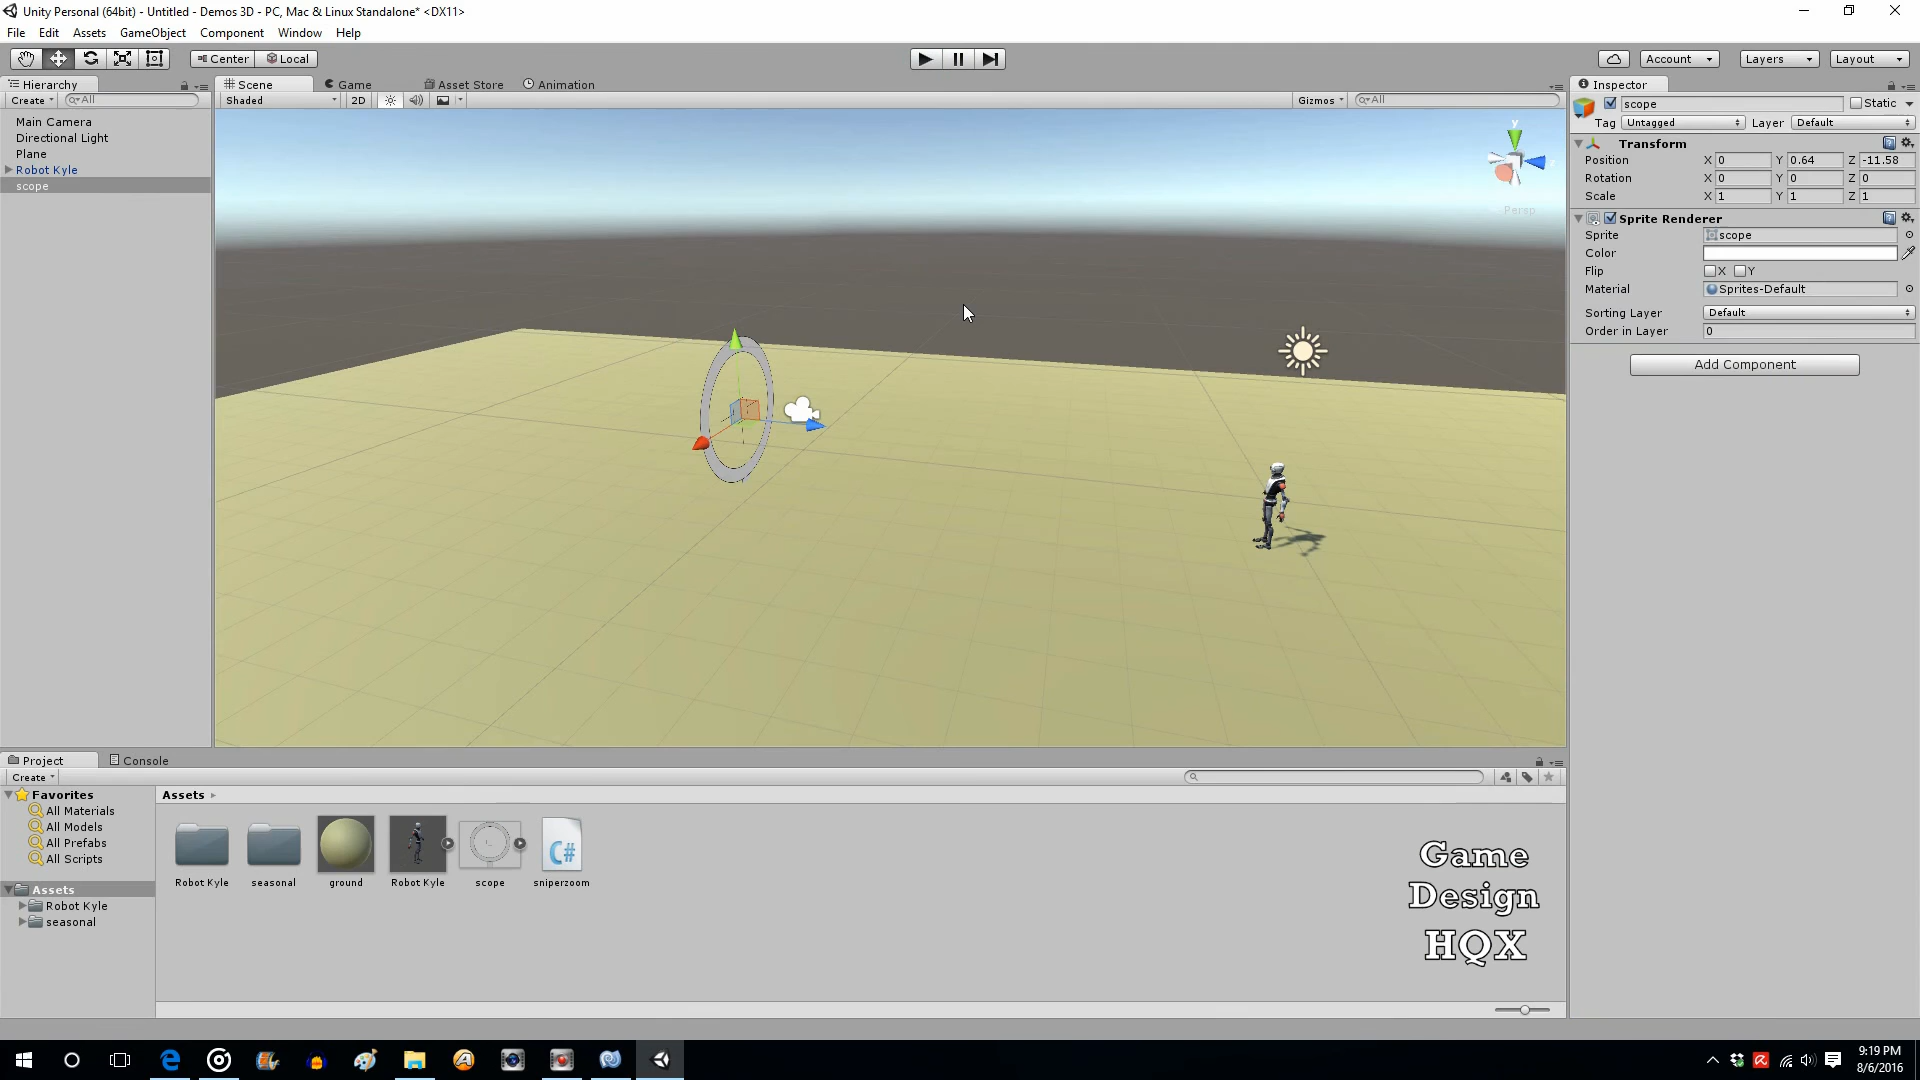 Unity Personal (64bit) - Untitled - Demos 3D - PC, Mac & Linux Standalone* <DX11>
File Edit Assets GameObject Component Window Help
Center Local
Account Layers Layout
Hierarchy
Create All
Main Camera
Directional Light
Plane
Robot Kyle
scope
Scene Game Asset Store Animation
Shaded 2D Gizmos All
y
Persp
Inspector
scope Static
Tag Untagged Layer Default
Transform
Position X 0 Y 0.64 Z -11.58
Rotation X 0 Y 0 Z 0
Scale X 1 Y 1 Z 1
Sprite Renderer
Sprite scope
Color
Flip X Y
Material Sprites-Default
Sorting Layer Default
Order in Layer 0
Add Component
Project Console
Create
Favorites
All Materials
All Models
All Prefabs
All Scripts
Assets
Robot Kyle
seasonal
Assets
Robot Kyle seasonal ground Robot Kyle scope sniperzoom
C#
Game
Design
HQX
9:19 PM
8/6/2016